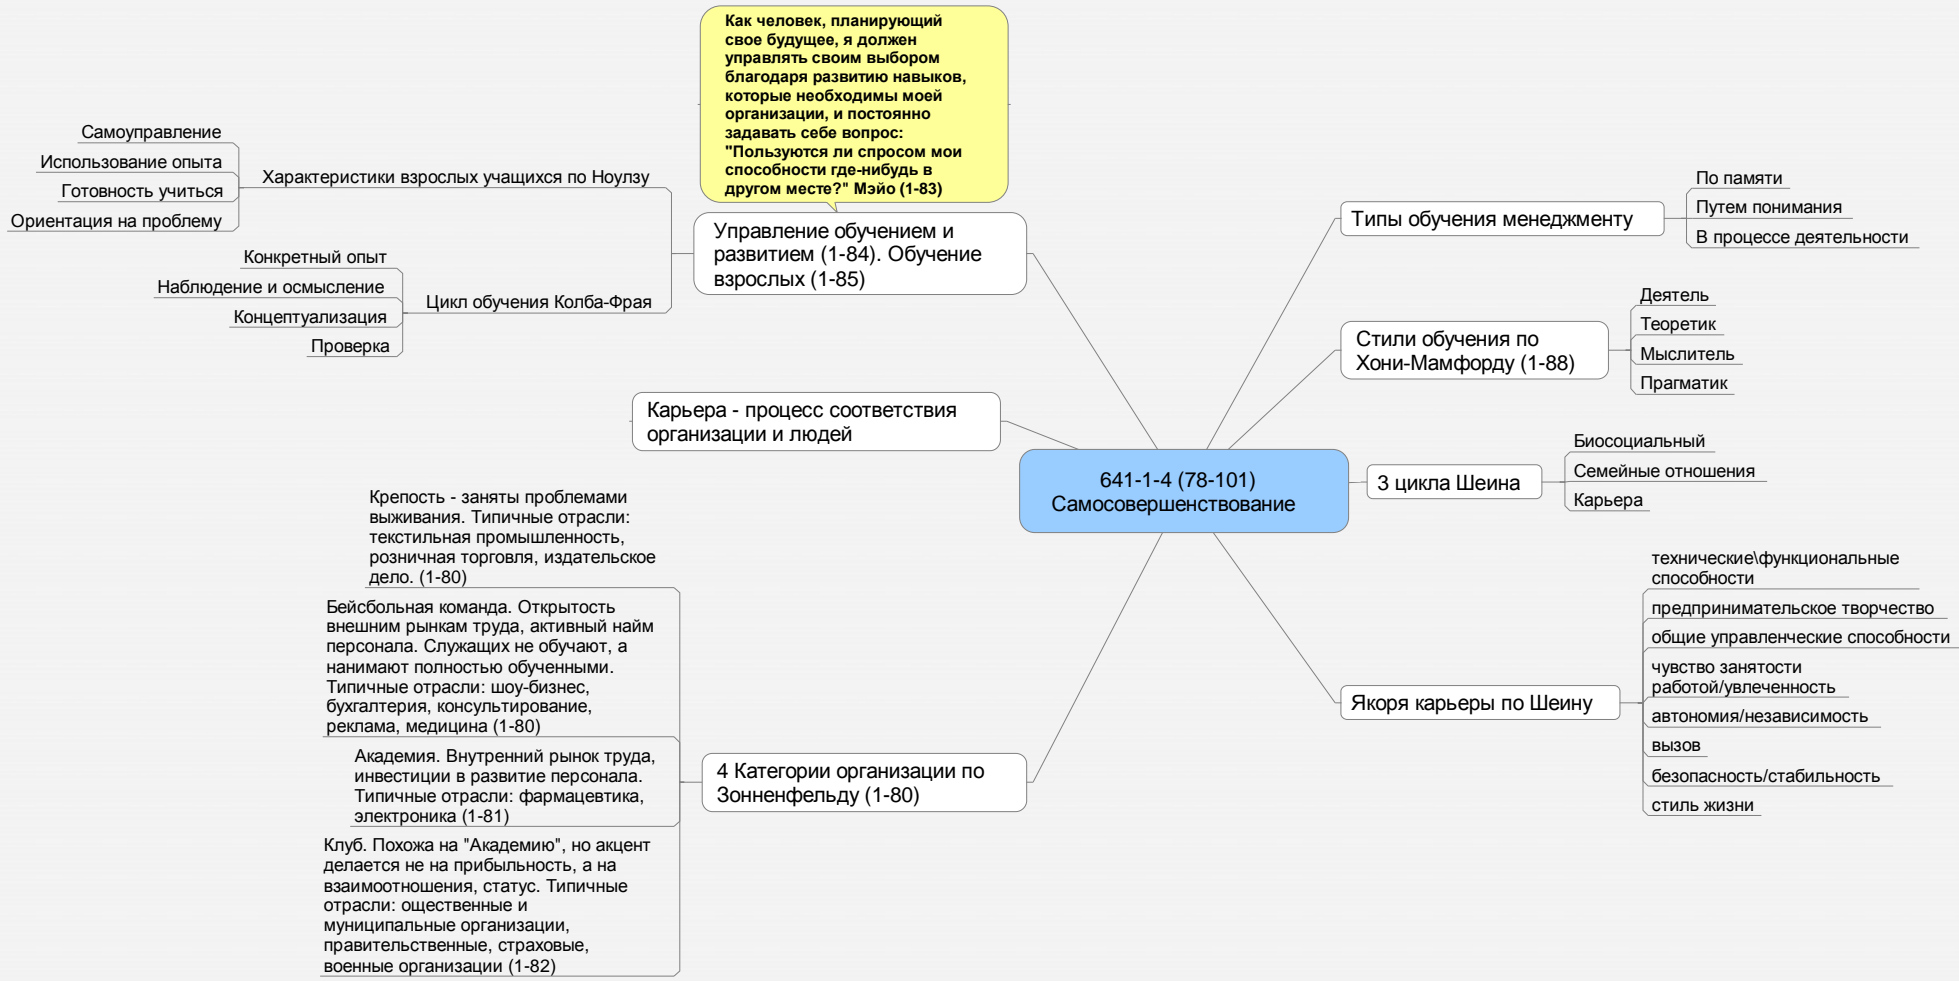 Как человек, планирующий
свое будущее, я должен
управлять своим выбором
благодаря развитию навыков,
которые необходимы моей
организации, и постоянно
задавать себе вопрос:
"Пользуются ли спросом мои
способности где-нибудь в
другом месте?" Мэйо (1-83)
Управление обучением и
развитием (1-84). Обучение
взрослых (1-85)
Характеристики взрослых учащихся по Ноулзу
Самоуправление
Использование опыта
Готовность учиться
Ориентация на проблему
Цикл обучения Колба-Фрая
Конкретный опыт
Наблюдение и осмысление
Концептуализация
Проверка
Карьера - процесс соответствия
организации и людей
4 Категории организации по
Зонненфельду (1-80)
Крепость - заняты проблемами
выживания. Типичные отрасли:
текстильная промышленность,
розничная торговля, издательское
дело. (1-80)
Бейсбольная команда. Открытость
внешним рынкам труда, активный найм
персонала. Служащих не обучают, а
нанимают полностью обученными.
Типичные отрасли: шоу-бизнес,
бухгалтерия, консультирование,
реклама, медицина (1-80)
Академия. Внутренний рынок труда,
инвестиции в развитие персонала.
Типичные отрасли: фармацевтика,
электроника (1-81)
Клуб. Похожа на "Академию", но акцент
делается не на прибыльность, а на
взаимоотношения, статус. Типичные
отрасли: ощественные и
муниципальные организации,
правительственные, страховые,
военные организации (1-82)
641-1-4 (78-101)
Самосовершенствование
Типы обучения менеджменту
По памяти
Путем понимания
В процессе деятельности
Стили обучения по
Хони-Мамфорду (1-88)
Деятель
Теоретик
Мыслитель
Прагматик
3 цикла Шеина
Биосоциальный
Семейные отношения
Карьера
Якоря карьеры по Шеину
технические\функциональные
способности
предпринимательское творчество
общие управленческие способности
чувство занятости
работой/увлеченность
автономия/независимость
вызов
безопасность/стабильность
стиль жизни